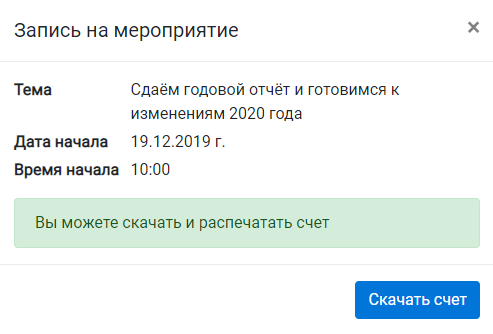 Запись на мероприятие ×
Тема Сдаём годовой отчёт и готовимся к
изменениям 2020 года
Дата начала 19.12.2019 г.
Время начала 10:00
Вы можете скачать и распечатать счет
Скачать счет